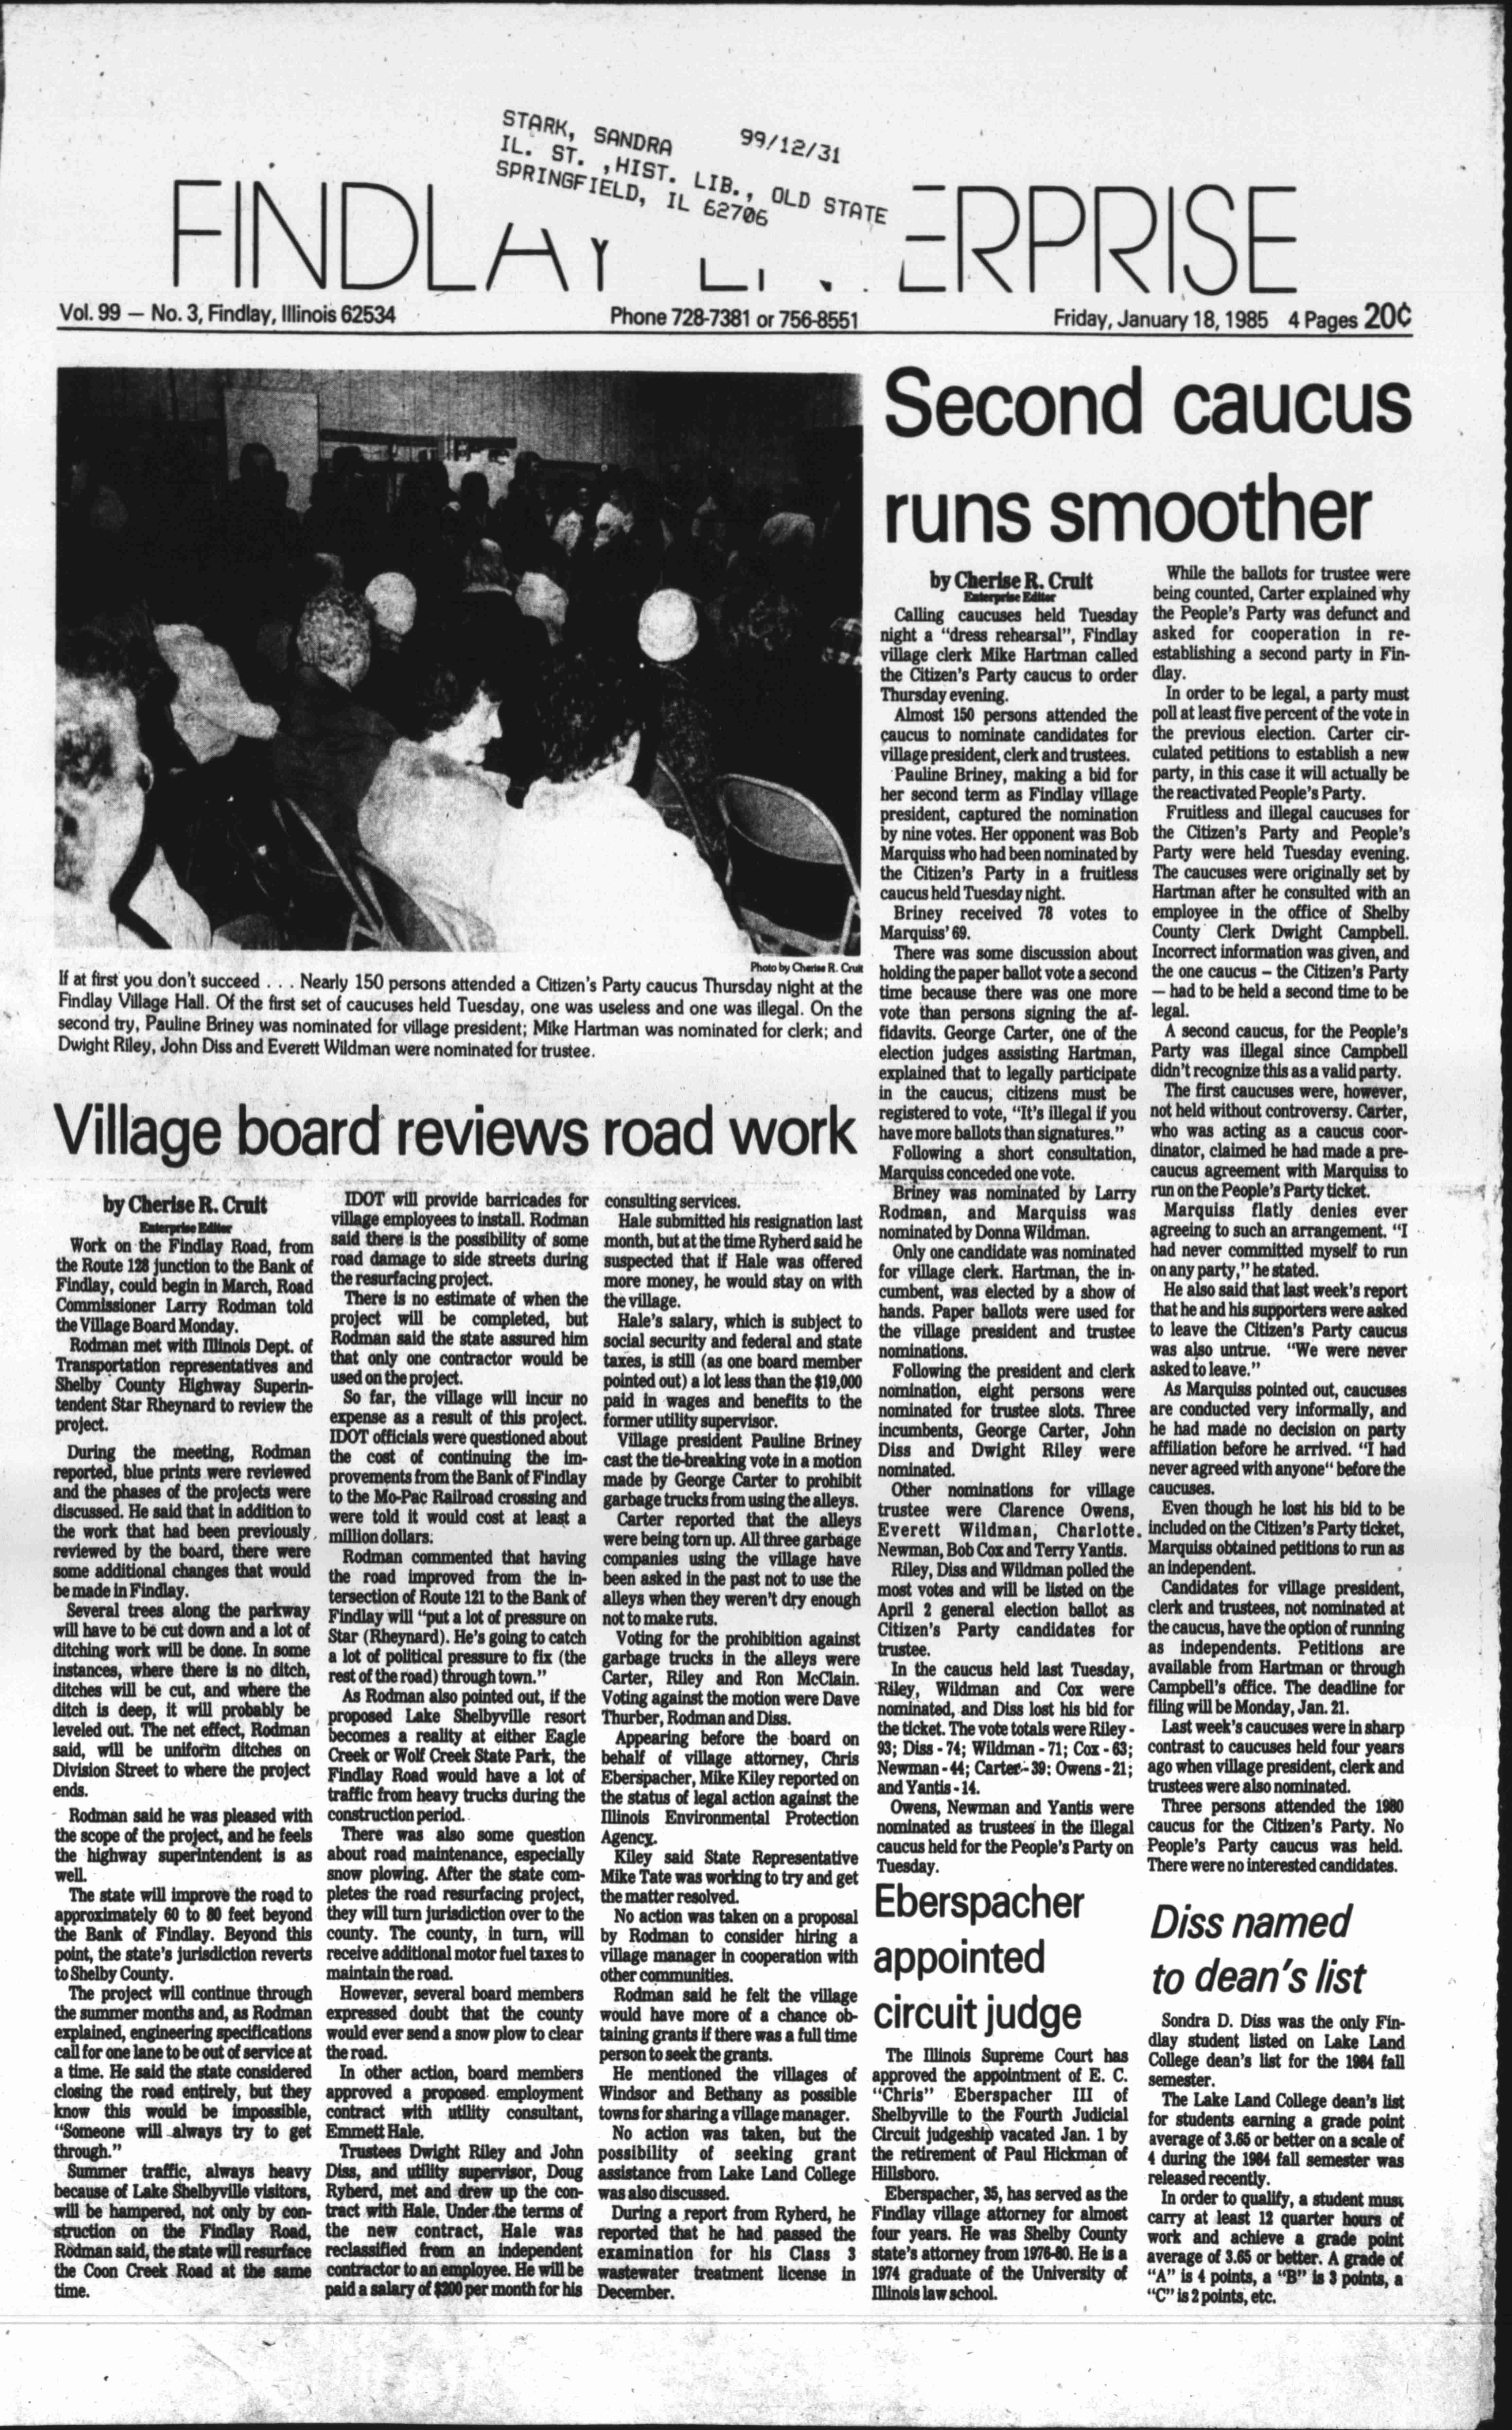 STARK, SANDRA 99/12/31
IL. ST. ,HIST. LIB., OLD STATE
SPRINGFIELD, IL 62706
FINDLAY ERPRISE
Vol. 99 — No. 3, Findlay, Illinois 62534 Phone 728-7381 or 756-8551 Friday, January 18, 1985 4 Pages 20¢
Photo by Cherise R. Cruit
If at first you don't succeed . . . Nearly 150 persons attended a Citizen's Party caucus Thursday night at the
Findlay Village Hall. Of the first set of caucuses held Tuesday, one was useless and one was illegal. On the
second try, Pauline Briney was nominated for village president; Mike Hartman was nominated for clerk; and
Dwight Riley, John Diss and Everett Wildman were nominated for trustee.
Second caucus
runs smoother
by Cherise R. Cruit
Enterprise Editor
Calling caucuses held Tuesday
night a "dress rehearsal", Findlay
village clerk Mike Hartman called
the Citizen's Party caucus to order
Thursday evening.
Almost 150 persons attended the
caucus to nominate candidates for
village president, clerk and trustees.
Pauline Briney, making a bid for
her second term as Findlay village
president, captured the nomination
by nine votes. Her opponent was Bob
Marquiss who had been nominated by
the Citizen's Party in a fruitless
caucus held Tuesday night.
Briney received 78 votes to
Marquiss' 69.
There was some discussion about
holding the paper ballot vote a second
time because there was one more
vote than persons signing the af-
fidavits. George Carter, one of the
election judges assisting Hartman,
explained that to legally participate
in the caucus, citizens must be
registered to vote, "It's illegal if you
have more ballots than signatures."
Following a short consultation,
Marquiss conceded one vote.
Briney was nominated by Larry
Rodman, and Marquiss was
nominated by Donna Wildman.
Only one candidate was nominated
for village clerk. Hartman, the in-
cumbent, was elected by a show of
hands. Paper ballots were used for
the village president and trustee
nominations.
Following the president and clerk
nomination, eight persons were
nominated for trustee slots. Three
incumbents, George Carter, John
Diss and Dwight Riley were
nominated.
Other nominations for village
trustee were Clarence Owens,
Everett Wildman, Charlotte
Newman, Bob Cox and Terry Yantis.
Riley, Diss and Wildman polled the
most votes and will be listed on the
April 2 general election ballot as
Citizen's Party candidates for
trustee.
In the caucus held last Tuesday,
Riley, Wildman and Cox were
nominated, and Diss lost his bid for
the ticket. The vote totals were Riley -
93; Diss - 74; Wildman - 71; Cox - 63;
Newman - 44; Carter - 39; Owens - 21;
and Yantis - 14.
Owens, Newman and Yantis were
nominated as trustees in the illegal
caucus held for the People's Party on
Tuesday.
While the ballots for trustee were
being counted, Carter explained why
the People's Party was defunct and
asked for cooperation in re-
establishing a second party in Fin-
dlay.
In order to be legal, a party must
poll at least five percent of the vote in
the previous election. Carter cir-
culated petitions to establish a new
party, in this case it will actually be
the reactivated People's Party.
Fruitless and illegal caucuses for
the Citizen's Party and People's
Party were held Tuesday evening.
The caucuses were originally set by
Hartman after he consulted with an
employee in the office of Shelby
County Clerk Dwight Campbell.
Incorrect information was given, and
the one caucus – the Citizen's Party
— had to be held a second time to be
legal.
A second caucus, for the People's
Party was illegal since Campbell
didn't recognize this as a valid party.
The first caucuses were, however,
not held without controversy. Carter,
who was acting as a caucus coor-
dinator, claimed he had made a pre-
caucus agreement with Marquiss to
run on the People's Party ticket.
Marquiss flatly denies ever
agreeing to such an arrangement. "I
had never committed myself to run
on any party," he stated.
He also said that last week's report
that he and his supporters were asked
to leave the Citizen's Party caucus
was also untrue. "We were never
asked to leave."
As Marquiss pointed out, caucuses
are conducted very informally, and
he had made no decision on party
affiliation before he arrived. "I had
never agreed with anyone" before the
caucuses.
Even though he lost his bid to be
included on the Citizen's Party ticket,
Marquiss obtained petitions to run as
an independent.
Candidates for village president,
clerk and trustees, not nominated at
the caucus, have the option of running
as independents. Petitions are
available from Hartman or through
Campbell's office. The deadline for
filing will be Monday, Jan. 21.
Last week's caucuses were in sharp
contrast to caucuses held four years
ago when village president, clerk and
trustees were also nominated.
Three persons attended the 1980
caucus for the Citizen's Party. No
People's Party caucus was held.
There were no interested candidates.
Village board reviews road work
by Cherise R. Cruit
Enterprise Editor
Work on the Findlay Road, from
the Route 128 junction to the Bank of
Findlay, could begin in March, Road
Commissioner Larry Rodman told
the Village Board Monday.
Rodman met with Illinois Dept. of
Transportation representatives and
Shelby County Highway Superin-
tendent Star Rheynard to review the
project.
During the meeting, Rodman
reported, blue prints were reviewed
and the phases of the projects were
discussed. He said that in addition to
the work that had been previously
reviewed by the board, there were
some additional changes that would
be made in Findlay.
Several trees along the parkway
will have to be cut down and a lot of
ditching work will be done. In some
instances, where there is no ditch,
ditches will be cut, and where the
ditch is deep, it will probably be
leveled out. The net effect, Rodman
said, will be uniform ditches on
Division Street to where the project
ends.
Rodman said he was pleased with
the scope of the project, and he feels
the highway superintendent is as
well.
The state will improve the road to
approximately 60 to 80 feet beyond
the Bank of Findlay. Beyond this
point, the state's jurisdiction reverts
to Shelby County.
The project will continue through
the summer months and, as Rodman
explained, engineering specifications
call for one lane to be out of service at
a time. He said the state considered
closing the road entirely, but they
know this would be impossible,
"Someone will always try to get
through."
Summer traffic, always heavy
because of Lake Shelbyville visitors,
will be hampered, not only by con-
struction on the Findlay Road,
Rodman said, the state will resurface
the Coon Creek Road at the same
time.
IDOT will provide barricades for
village employees to install. Rodman
said there is the possibility of some
road damage to side streets during
the resurfacing project.
There is no estimate of when the
project will be completed, but
Rodman said the state assured him
that only one contractor would be
used on the project.
So far, the village will incur no
expense as a result of this project.
IDOT officials were questioned about
the cost of continuing the im-
provements from the Bank of Findlay
to the Mo-Pac Railroad crossing and
were told it would cost at least a
million dollars.
Rodman commented that having
the road improved from the in-
tersection of Route 121 to the Bank of
Findlay will "put a lot of pressure on
Star (Rheynard). He's going to catch
a lot of political pressure to fix (the
rest of the road) through town."
As Rodman also pointed out, if the
proposed Lake Shelbyville resort
becomes a reality at either Eagle
Creek or Wolf Creek State Park, the
Findlay Road would have a lot of
traffic from heavy trucks during the
construction period.
There was also some question
about road maintenance, especially
snow plowing. After the state com-
pletes the road resurfacing project,
they will turn jurisdiction over to the
county. The county, in turn, will
receive additional motor fuel taxes to
maintain the road.
However, several board members
expressed doubt that the county
would ever send a snow plow to clear
the road.
In other action, board members
approved a proposed employment
contract with utility consultant,
Emmett Hale.
Trustees Dwight Riley and John
Diss, and utility supervisor, Doug
Ryherd, met and drew up the con-
tract with Hale. Under the terms of
the new contract, Hale was
reclassified from an independent
contractor to an employee. He will be
paid a salary of $200 per month for his
consulting services.
Hale submitted his resignation last
month, but at the time Ryherd said he
suspected that if Hale was offered
more money, he would stay on with
the village.
Hale's salary, which is subject to
social security and federal and state
taxes, is still (as one board member
pointed out) a lot less than the $19,000
paid in wages and benefits to the
former utility supervisor.
Village president Pauline Briney
cast the tie-breaking vote in a motion
made by George Carter to prohibit
garbage trucks from using the alleys.
Carter reported that the alleys
were being torn up. All three garbage
companies using the village have
been asked in the past not to use the
alleys when they weren't dry enough
not to make ruts.
Voting for the prohibition against
garbage trucks in the alleys were
Carter, Riley and Ron McClain.
Voting against the motion were Dave
Thurber, Rodman and Diss.
Appearing before the board on
behalf of village attorney, Chris
Eberspacher, Mike Kiley reported on
the status of legal action against the
Illinois Environmental Protection
Agency.
Kiley said State Representative
Mike Tate was working to try and get
the matter resolved.
No action was taken on a proposal
by Rodman to consider hiring a
village manager in cooperation with
other communities.
Rodman said he felt the village
would have more of a chance ob-
taining grants if there was a full time
person to seek the grants.
He mentioned the villages of
Windsor and Bethany as possible
towns for sharing a village manager.
No action was taken, but the
possibility of seeking grant
assistance from Lake Land College
was also discussed.
During a report from Ryherd, he
reported that he had passed the
examination for his Class 3
wastewater treatment license in
December.
Eberspacher
appointed
circuit judge
The Illinois Supreme Court has
approved the appointment of E. C.
"Chris" Eberspacher III of
Shelbyville to the Fourth Judicial
Circuit judgeship vacated Jan. 1 by
the retirement of Paul Hickman of
Hillsboro.
Eberspacher, 35, has served as the
Findlay village attorney for almost
four years. He was Shelby County
state's attorney from 1976-80. He is a
1974 graduate of the University of
Illinois law school.
Diss named
to dean's list
Sondra D. Diss was the only Fin-
dlay student listed on Lake Land
College dean's list for the 1984 fall
semester.
The Lake Land College dean's list
for students earning a grade point
average of 3.65 or better on a scale of
4 during the 1984 fall semester was
released recently.
In order to qualify, a student must
carry at least 12 quarter hours of
work and achieve a grade point
average of 3.65 or better. A grade of
"A" is 4 points, a "B" is 3 points, a
"C" is 2 points, etc.